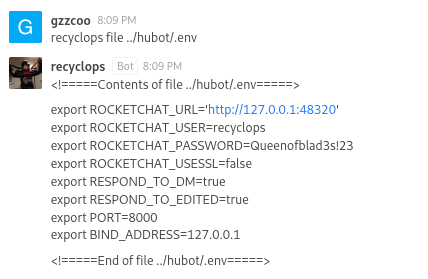 G
gzzcoo 8:09 PM
recyclops file ../hubot/.env
recyclops Bot 8:09 PM
<!=====Contents of file ../hubot/.env=====>
export ROCKETCHAT_URL='http://127.0.0.1:48320'
export ROCKETCHAT_USER=recyclops
export ROCKETCHAT_PASSWORD=Queenofblad3s!23
export ROCKETCHAT_USESSL=false
export RESPOND_TO_DM=true
export RESPOND_TO_EDITED=true
export PORT=8000
export BIND_ADDRESS=127.0.0.1
<!=====End of file ../hubot/.env=====>